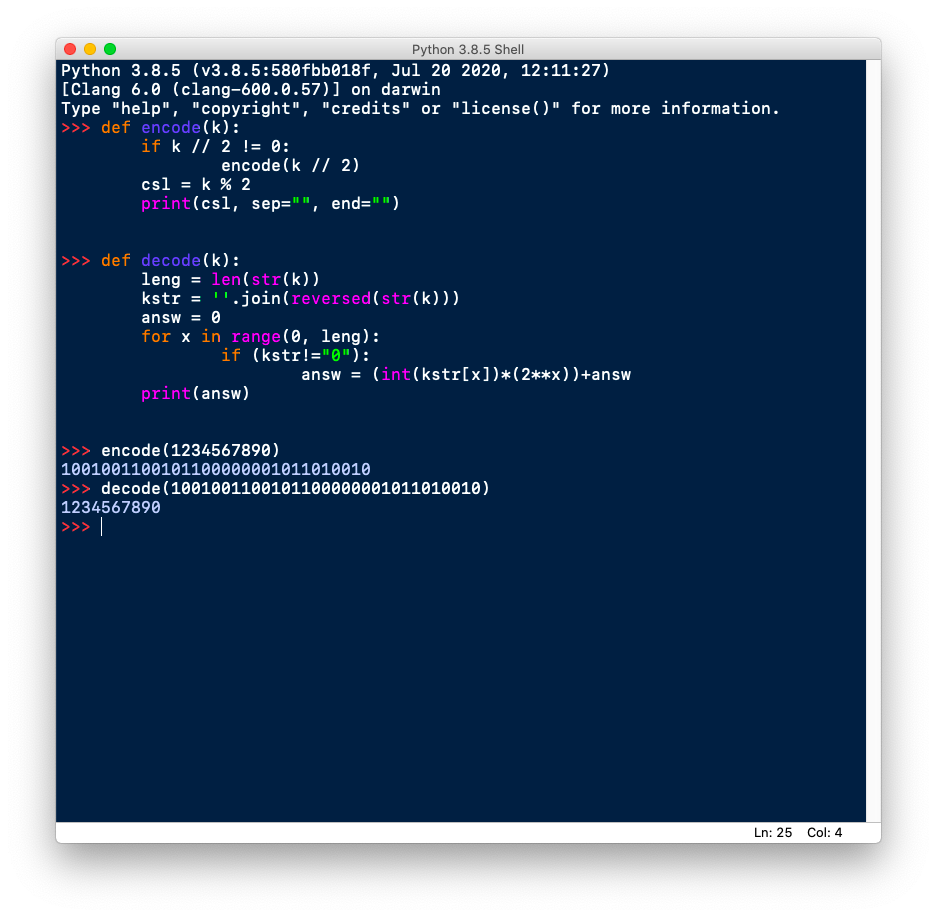 Python 3.8.5 Shell
Python 3.8.5 (v3.8.5:580fbb018f, Jul 20 2020, 12:11:27)
[Clang 6.0 (clang-600.0.57)] on darwin
Type "help", "copyright", "credits" or "license()" for more information.
>>> def encode(k):
        if k // 2 != 0:
                encode(k // 2)
        csl = k % 2
        print(csl, sep="", end="")
>>> def decode(k):
        leng = len(str(k))
        kstr = ''.join(reversed(str(k)))
        answ = 0
        for x in range(0, leng):
                if (kstr!="0"):
                        answ = (int(kstr[x])*(2**x))+answ
        print(answ)
>>> encode(1234567890)
1001001100101100000001011010010
>>> decode(1001001100101100000001011010010)
1234567890
>>>
Ln: 25 Col: 4